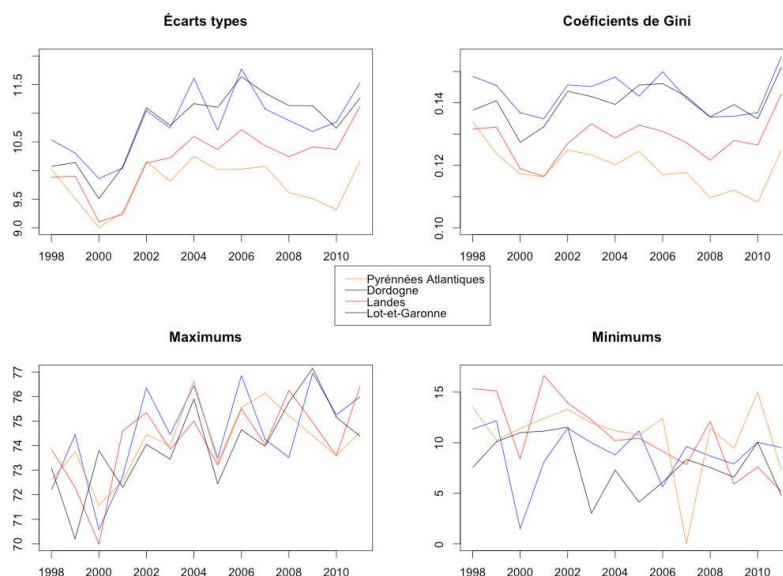 Écarts types
Coéficients de Gini
9.0 9.5 10.5 11.5
0.10 0.12 0.14
1998 2000 2002 2004 2006 2008 2010
1998 2000 2002 2004 2006 2008 2010
Pyrénnées Atlantiques
Dordogne
Landes
Lot-et-Garonne
Maximums
Minimums
70 71 72 73 74 75 76 77
0 5 10 15
1998 2000 2002 2004 2006 2008 2010
1998 2000 2002 2004 2006 2008 2010